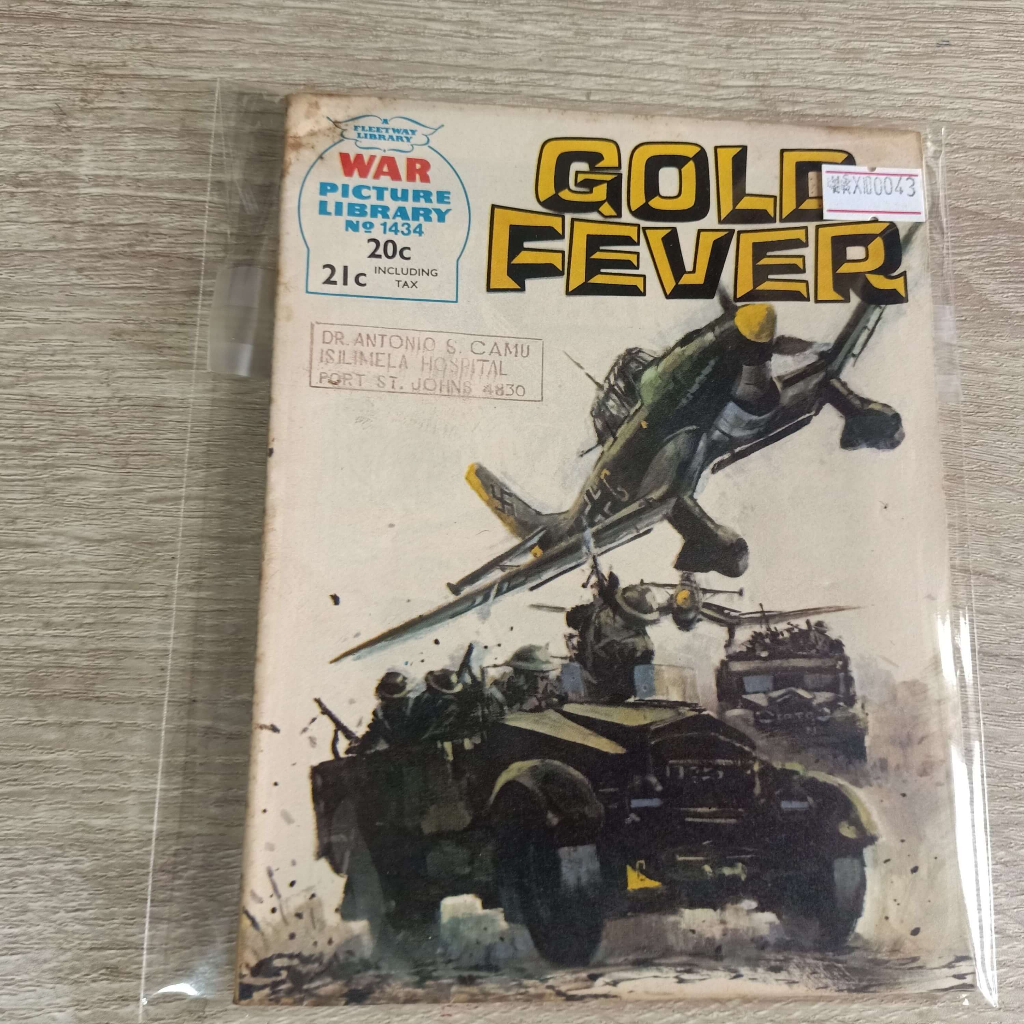 A
FLEETWAY
LIBRARY
WAR
PICTURE
LIBRARY
Nº 1434
20c
21c INCLUDING
TAX
GOLD
FEVER
DR. ANTONIO S. CAMU
ISILIMELA HOSPITAL
PORT ST. JOHNS 4830